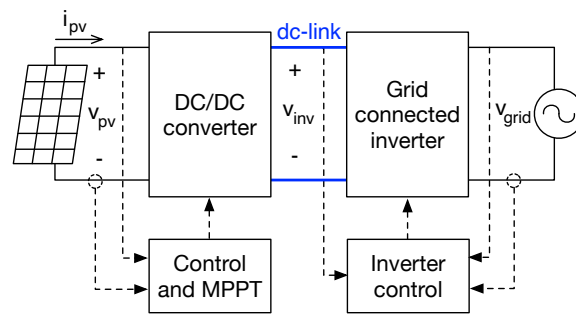 i_pv
dc-link
+
v_pv
-
DC/DC
converter
+
v_inv
-
Grid
connected
inverter
v_grid
Control
and MPPT
Inverter
control